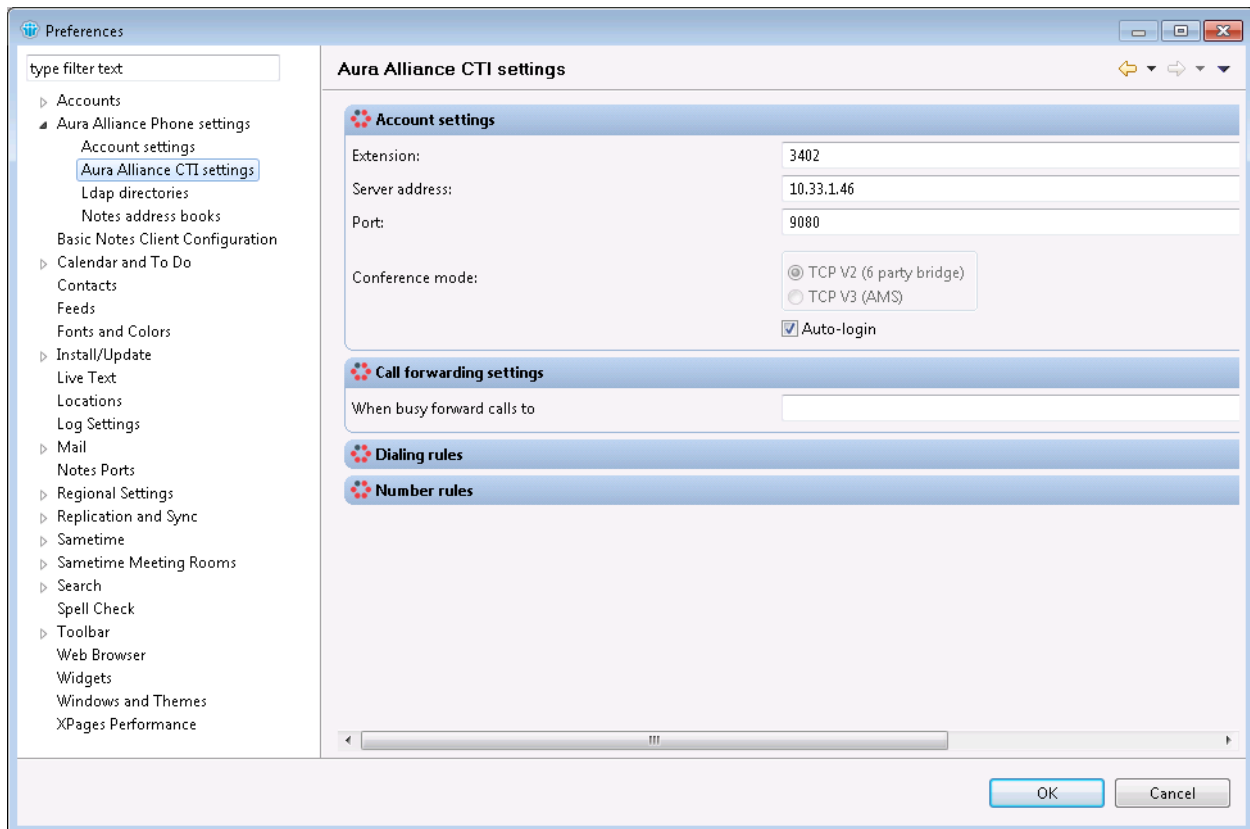 Preferences
type filter text
Accounts
Aura Alliance Phone settings
Account settings
Aura Alliance CTI settings
Ldap directories
Notes address books
Basic Notes Client Configuration
Calendar and To Do
Contacts
Feeds
Fonts and Colors
Install/Update
Live Text
Locations
Log Settings
Mail
Notes Ports
Regional Settings
Replication and Sync
Sametime
Sametime Meeting Rooms
Search
Spell Check
Toolbar
Web Browser
Widgets
Windows and Themes
XPages Performance
Aura Alliance CTI settings
Account settings
Extension: 3402
Server address: 10.33.1.46
Port: 9080
Conference mode: TCP V2 (6 party bridge)
TCP V3 (AMS)
Auto-login
Call forwarding settings
When busy forward calls to
Dialing rules
Number rules
OK Cancel